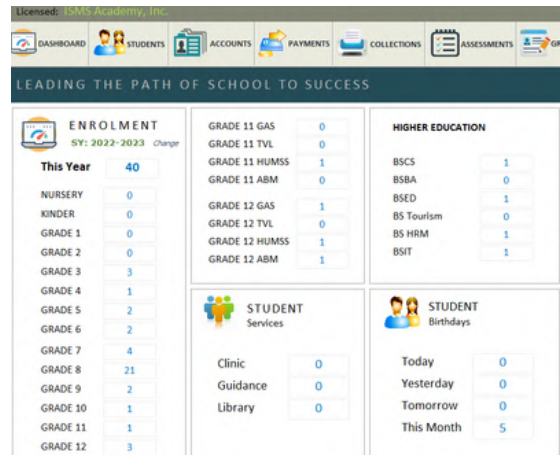 Licensed: ISMS Academy, Inc.
DASHBOARD STUDENTS ACCOUNTS PAYMENTS COLLECTIONS ASSESSMENTS GR
LEADING THE PATH OF SCHOOL TO SUCCESS
ENROLMENT
SY: 2022-2023 Change
This Year 40
NURSERY 0
KINDER 0
GRADE 1 0
GRADE 2 0
GRADE 3 3
GRADE 4 1
GRADE 5 2
GRADE 6 2
GRADE 7 4
GRADE 8 21
GRADE 9 2
GRADE 10 1
GRADE 11 1
GRADE 12 3
GRADE 11 GAS 0
GRADE 11 TVL 0
GRADE 11 HUMSS 1
GRADE 11 ABM 0
GRADE 12 GAS 1
GRADE 12 TVL 0
GRADE 12 HUMSS 1
GRADE 12 ABM 1
HIGHER EDUCATION
BSCS 1
BSBA 0
BSED 1
BS Tourism 0
BS HRM 1
BSIT 1
STUDENT
Services
Clinic 0
Guidance 0
Library 0
STUDENT
Birthdays
Today 0
Yesterday 0
Tomorrow 0
This Month 5